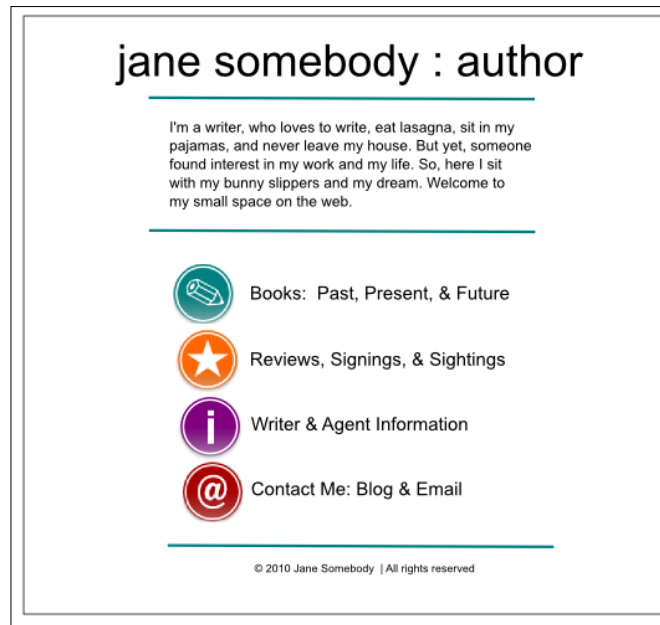 jane somebody : author
I'm a writer, who loves to write, eat lasagna, sit in my
pajamas, and never leave my house. But yet, someone
found interest in my work and my life. So, here I sit
with my bunny slippers and my dream. Welcome to
my small space on the web.
Books:  Past, Present, & Future
Reviews, Signings, & Sightings
i Writer & Agent Information
@ Contact Me: Blog & Email
© 2010 Jane Somebody  | All rights reserved